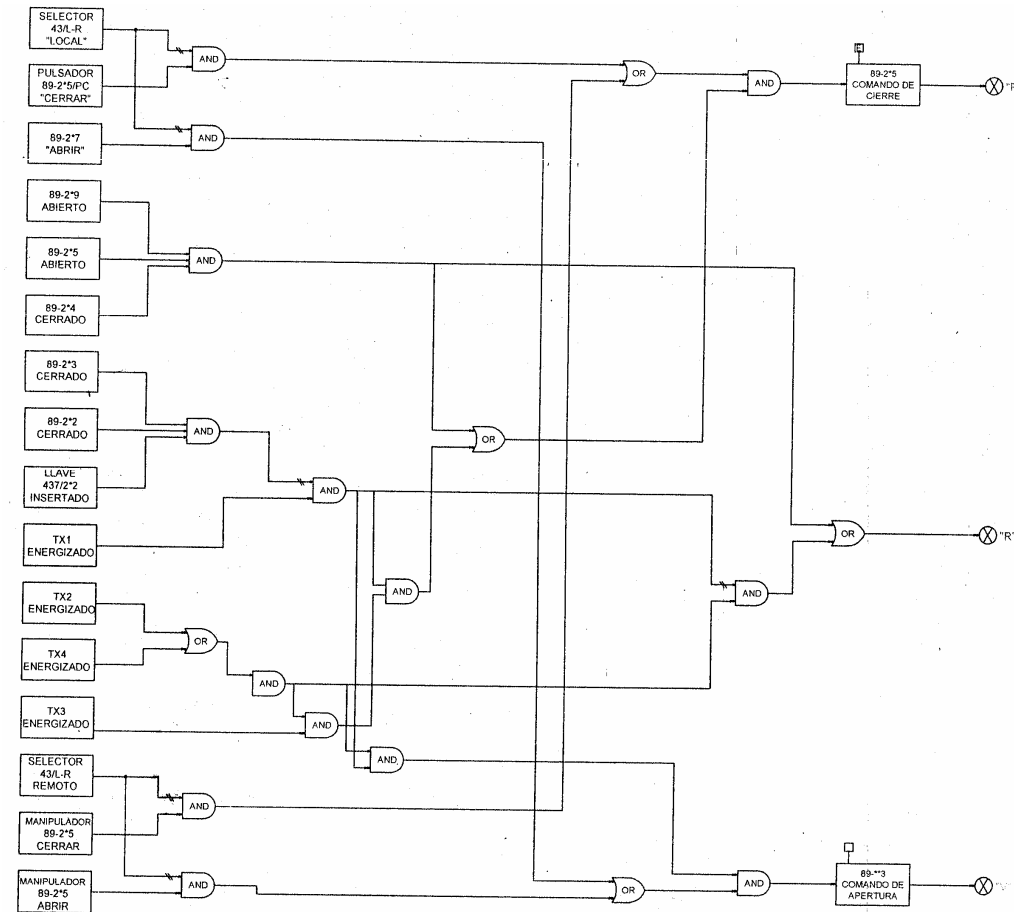 SELECTOR
43/L-R
"LOCAL"
AND
PULSADOR
89-2*5/PC
"CERRAR"
OR
AND
E
89-2*5
COMANDO DE
CIERRE
89-2*7
"ABRIR"
AND
89-2*9
ABIERTO
89-2*5
ABIERTO
AND
89-2*4
CERRADO
89-2*3
CERRADO
89-2*2
CERRADO
AND
OR
LLAVE
437/2*2
INSERTADO
AND
TX1
ENERGIZADO
OR
"R"
TX2
ENERGIZADO
AND
AND
OR
TX4
ENERGIZADO
AND
TX3
ENERGIZADO
AND
SELECTOR
43/L-R
REMOTO
AND
MANIPULADOR
89-2*5
CERRAR
AND
MANIPULADOR
89-2*5
ABRIR
AND
OR
AND
89-**3
COMANDO DE
APERTURA